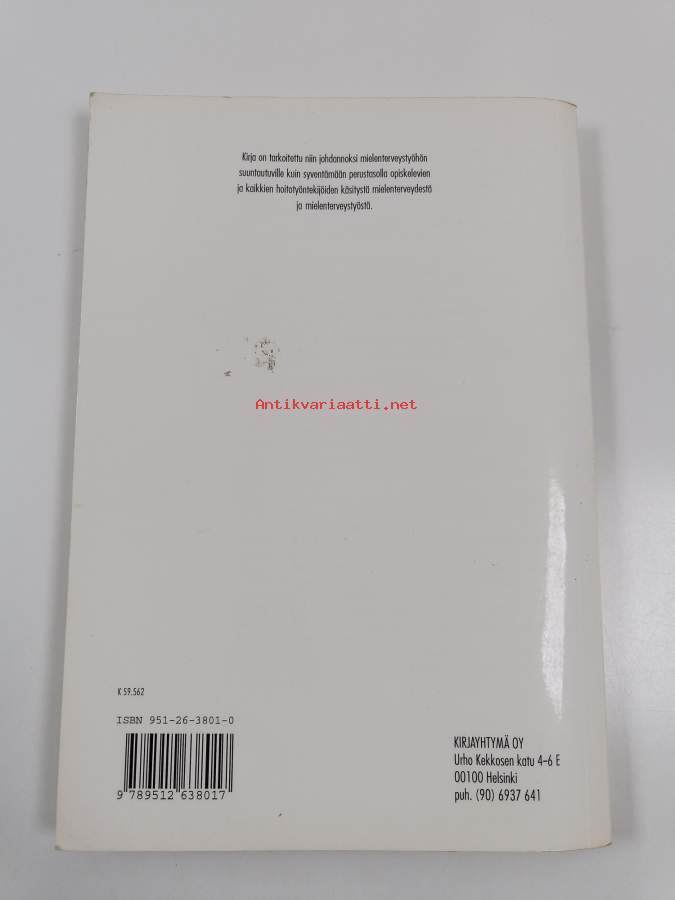 Kirja on tarkoitettu niin johdannoksi mielenterveystyöhön
suuntautuville kuin syventämään perustasolla opiskelevien
ja kaikkien hoitotyöntekijöiden käsitystä mielenterveydestä
ja mielenterveystyöstä.
Antikvariaatti.net
K 59.562
ISBN 951-26-3801-0
9 789512 638017
KIRJAYHTYMÄ OY
Urho Kekkosen katu 4–6 E
00100 Helsinki
puh. (90) 6937 641